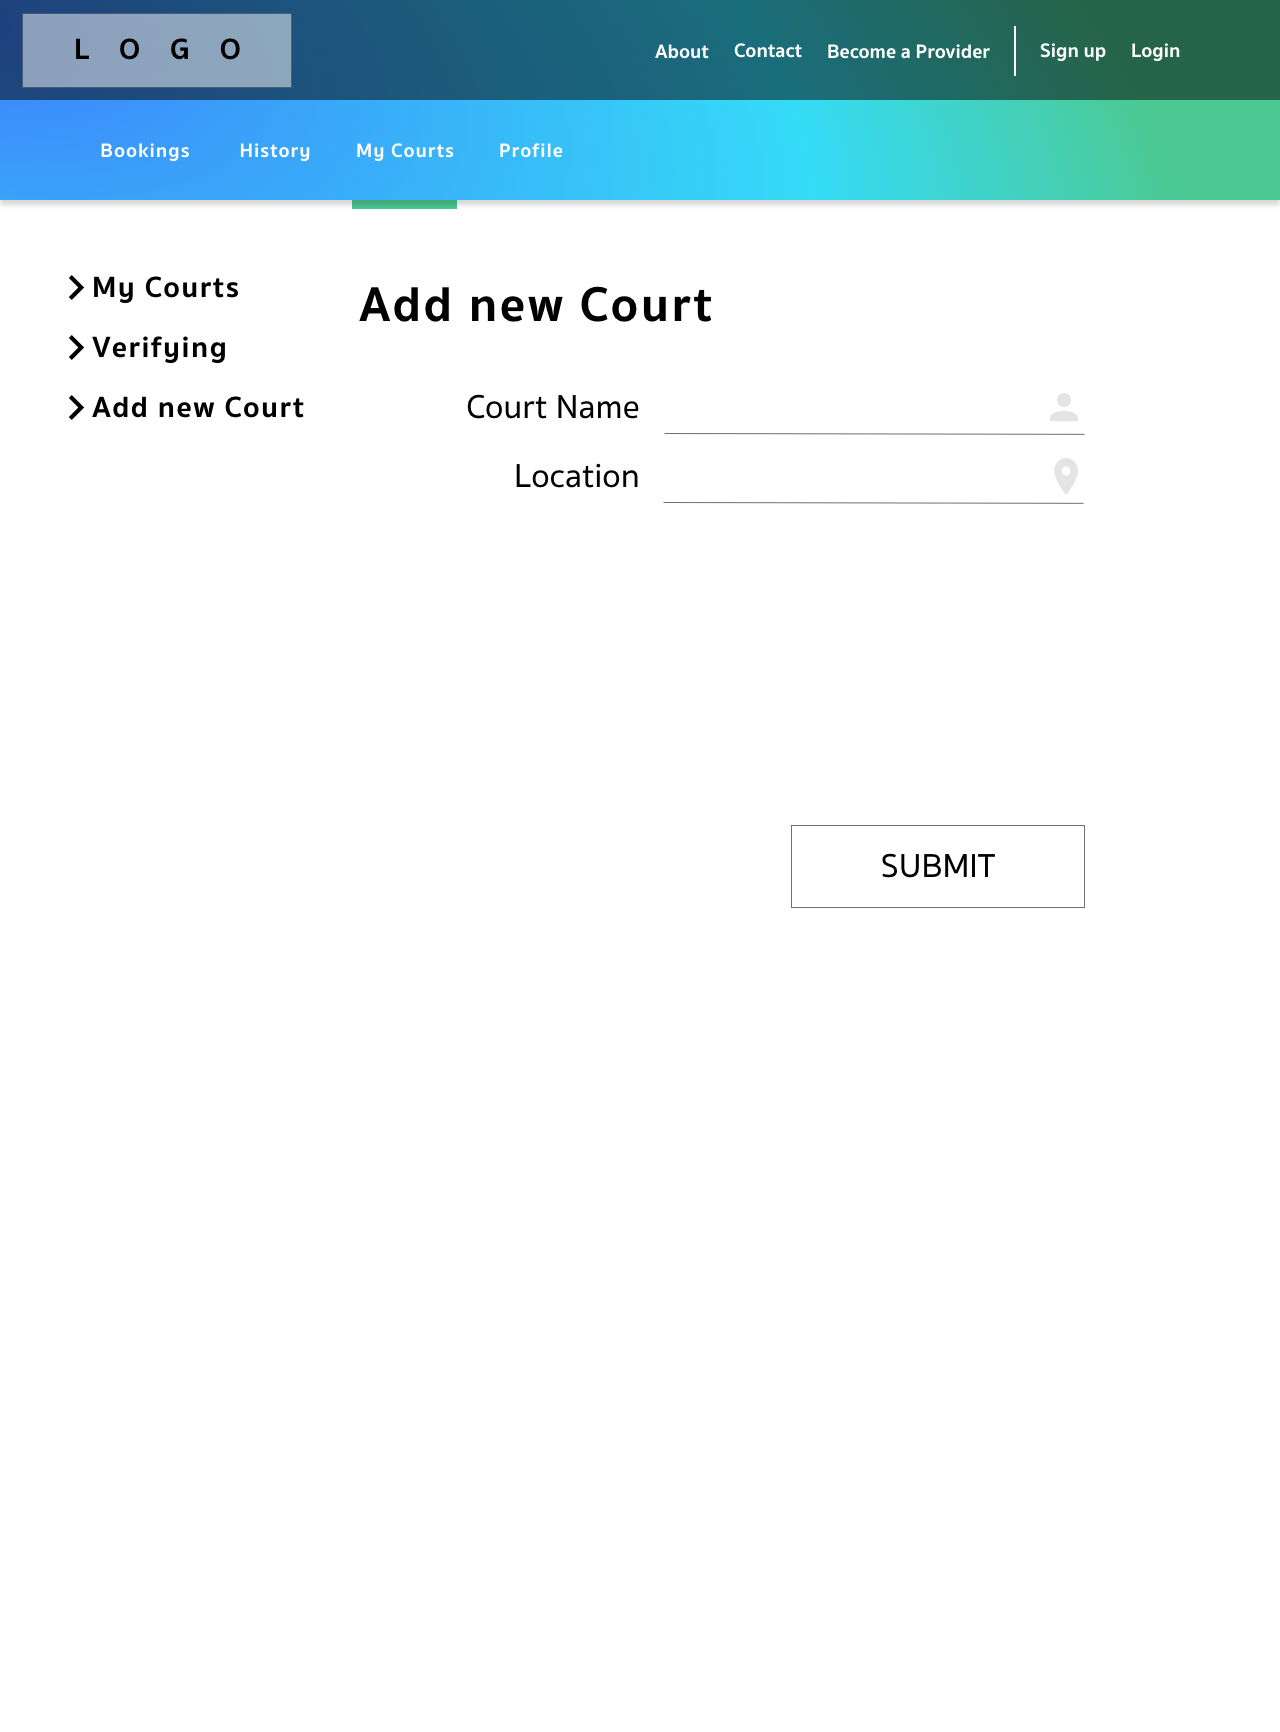 L O G O
About Contact Become a Provider Sign up Login
Bookings History My Courts Profile
My Courts
Verifying
Add new Court
Add new Court
Court Name
Location
SUBMIT